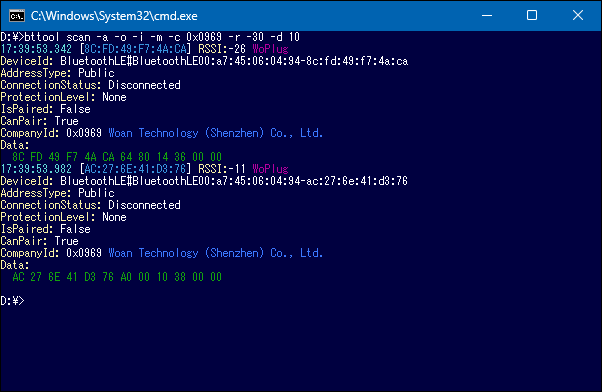 C:\Windows\System32\cmd.exe
D:¥>bttool scan -a -o -i -m -c 0x0969 -r -30 -d 10
17:39:53.342 [8C:FD:49:F7:4A:CA] RSSI:-26 WoPlug
DeviceId: BluetoothLE#BluetoothLE00:a7:45:06:04:94-8c:fd:49:f7:4a:ca
AddressType: Public
ConnectionStatus: Disconnected
ProtectionLevel: None
IsPaired: False
CanPair: True
CompanyId: 0x0969 Woan Technology (Shenzhen) Co., Ltd.
Data:
8C FD 49 F7 4A CA 64 80 14 36 00 00
17:39:53.982 [AC:27:6E:41:D3:76] RSSI:-11 WoPlug
DeviceId: BluetoothLE#BluetoothLE00:a7:45:06:04:94-ac:27:6e:41:d3:76
AddressType: Public
ConnectionStatus: Disconnected
ProtectionLevel: None
IsPaired: False
CanPair: True
CompanyId: 0x0969 Woan Technology (Shenzhen) Co., Ltd.
Data:
AC 27 6E 41 D3 76 A0 00 10 38 00 00
D:¥>